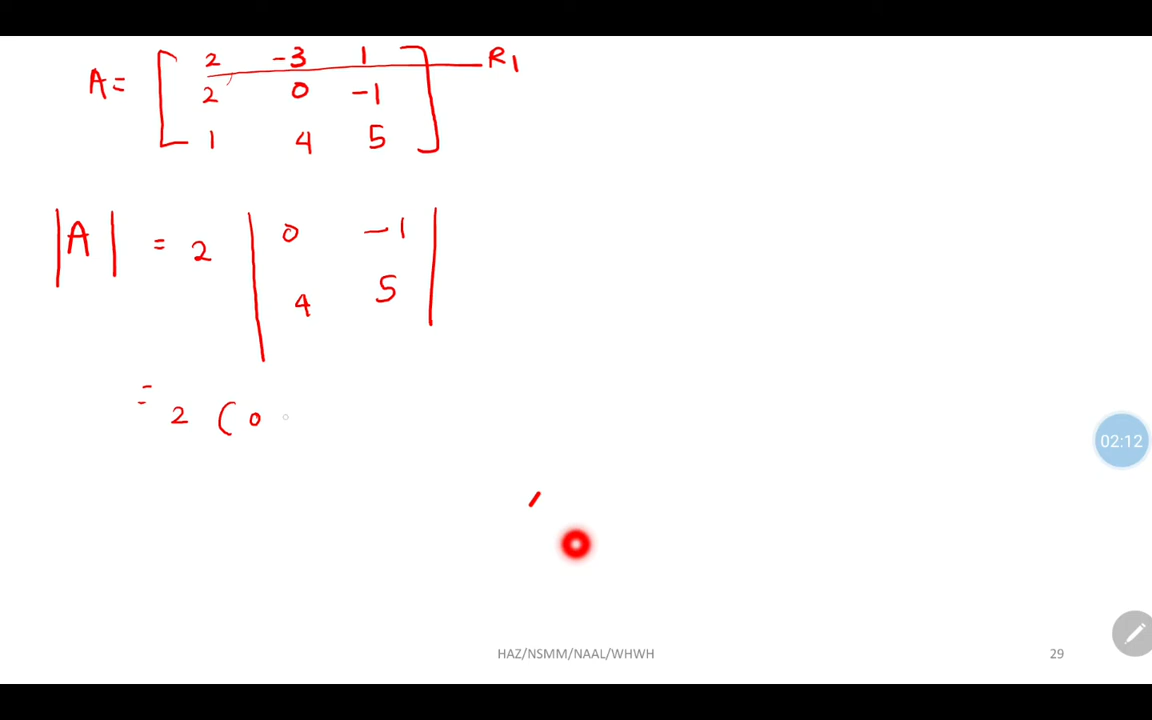 2 -3 1 R1
A= 2 0 -1
1 4 5
|A| = 2 | 0 -1 |
4 5
= 2 ( 0
02:12
HAZ/NSMM/NAAL/WHWH 29